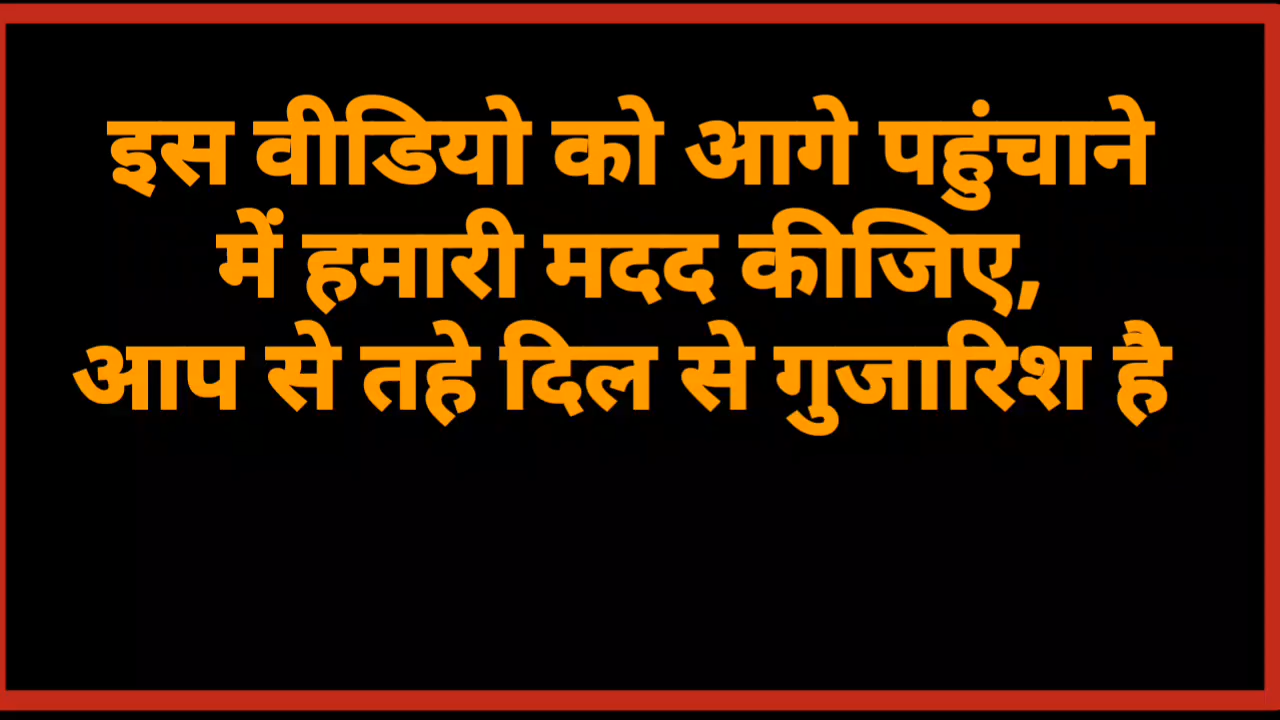 इस वीडियो को आगे पहुंचाने
में हमारी मदद कीजिए,
आप से तहे दिल से गुजारिश है